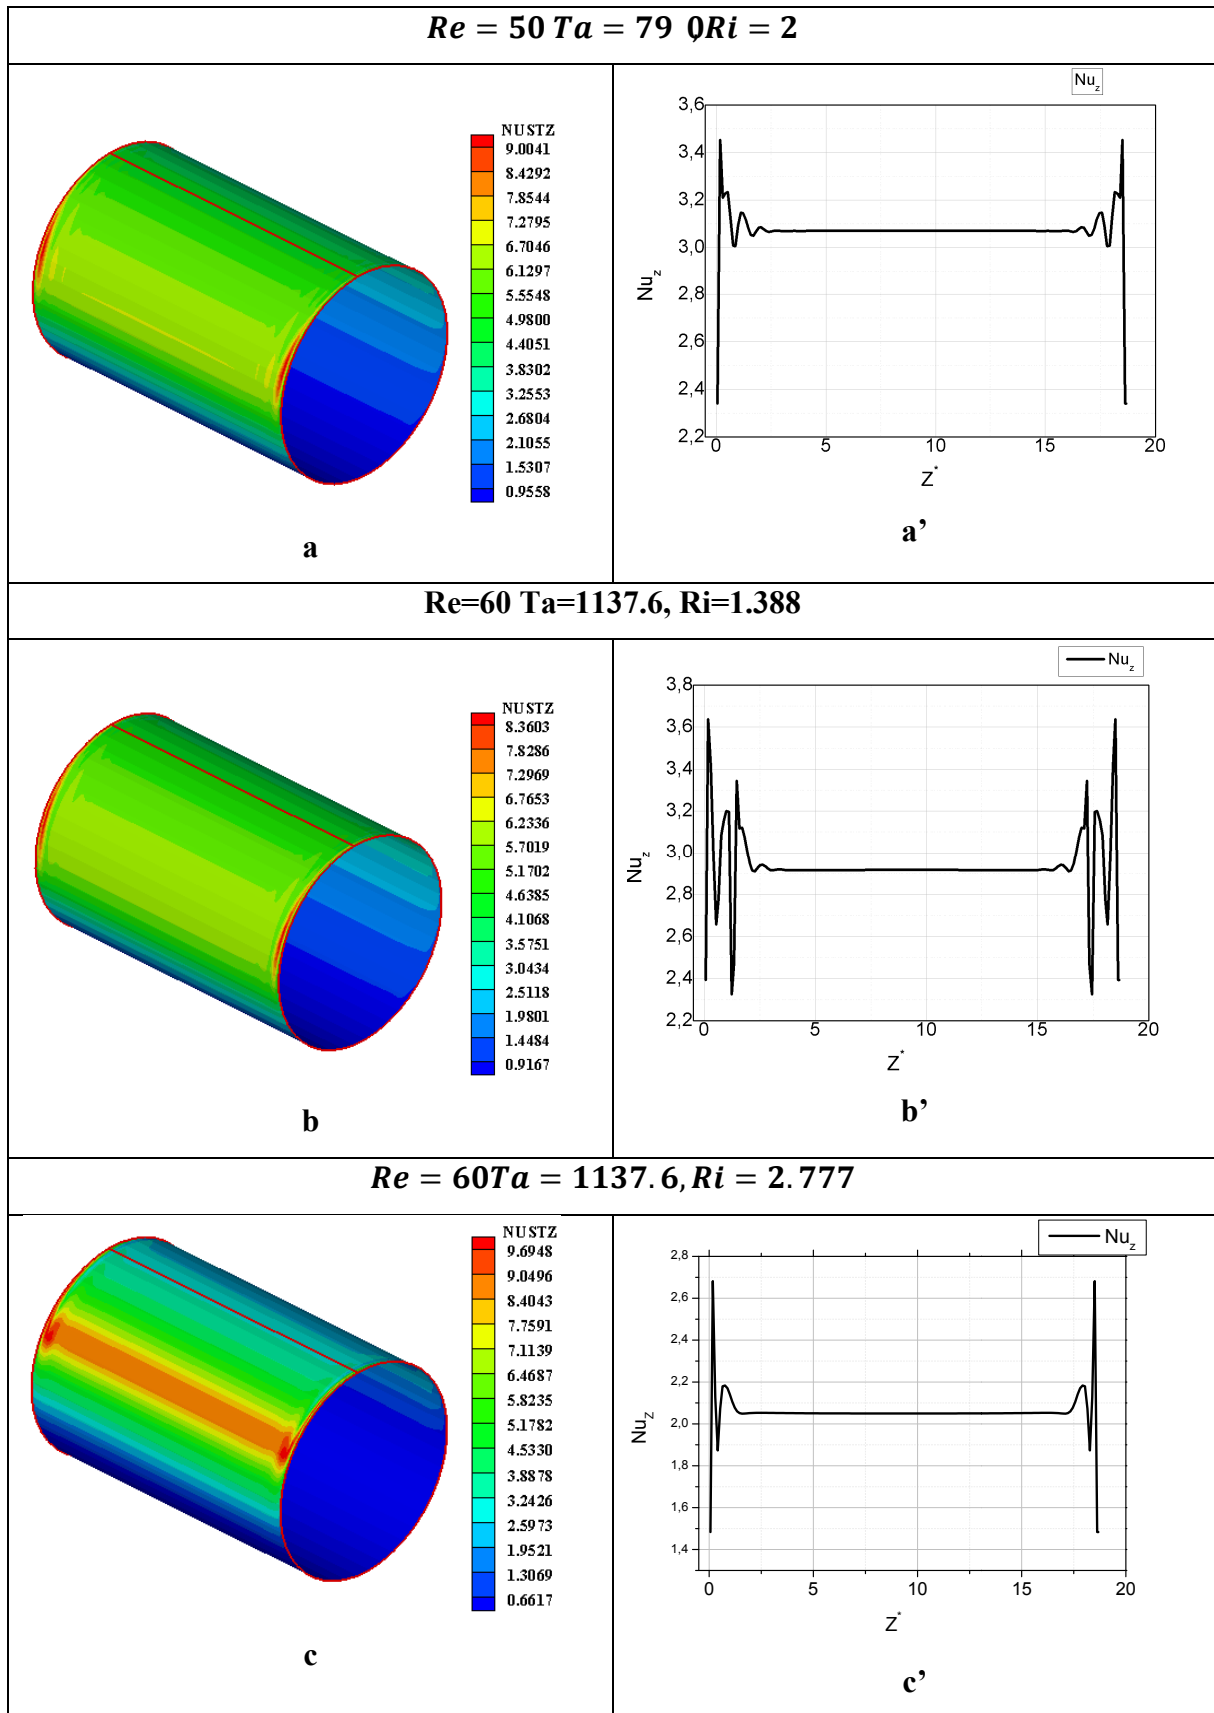 Re = 50 Ta = 79 0,Ri = 2
NUSTZ
9.0041
8.4292
7.8544
7.2795
6.7046
6.1297
5.5548
4.9800
4.4051
3.8302
3.2553
2.6804
2.1055
1.5307
0.9558
a
Nu_z
3,6
3,4
3,2
3,0
2,8
2,6
2,4
2,2
Nu_z
0 5 10 15 20
Z*
a’
Re=60 Ta=1137.6, Ri=1.388
NUSTZ
8.3603
7.8286
7.2969
6.7653
6.2336
5.7019
5.1702
4.6385
4.1068
3.5751
3.0434
2.5118
1.9801
1.4484
0.9167
b
Nu_z
3,8
3,6
3,4
3,2
3,0
2,8
2,6
2,4
2,2
Nu_z
0 5 10 15 20
Z*
b’
Re = 60Ta = 1137.6, Ri = 2.777
NUSTZ
9.6948
9.0496
8.4043
7.7591
7.1139
6.4687
5.8235
5.1782
4.5330
3.8878
3.2426
2.5973
1.9521
1.3069
0.6617
c
Nu_z
2,8
2,6
2,4
2,2
2,0
1,8
1,6
1,4
Nu_z
0 5 10 15 20
Z*
c’